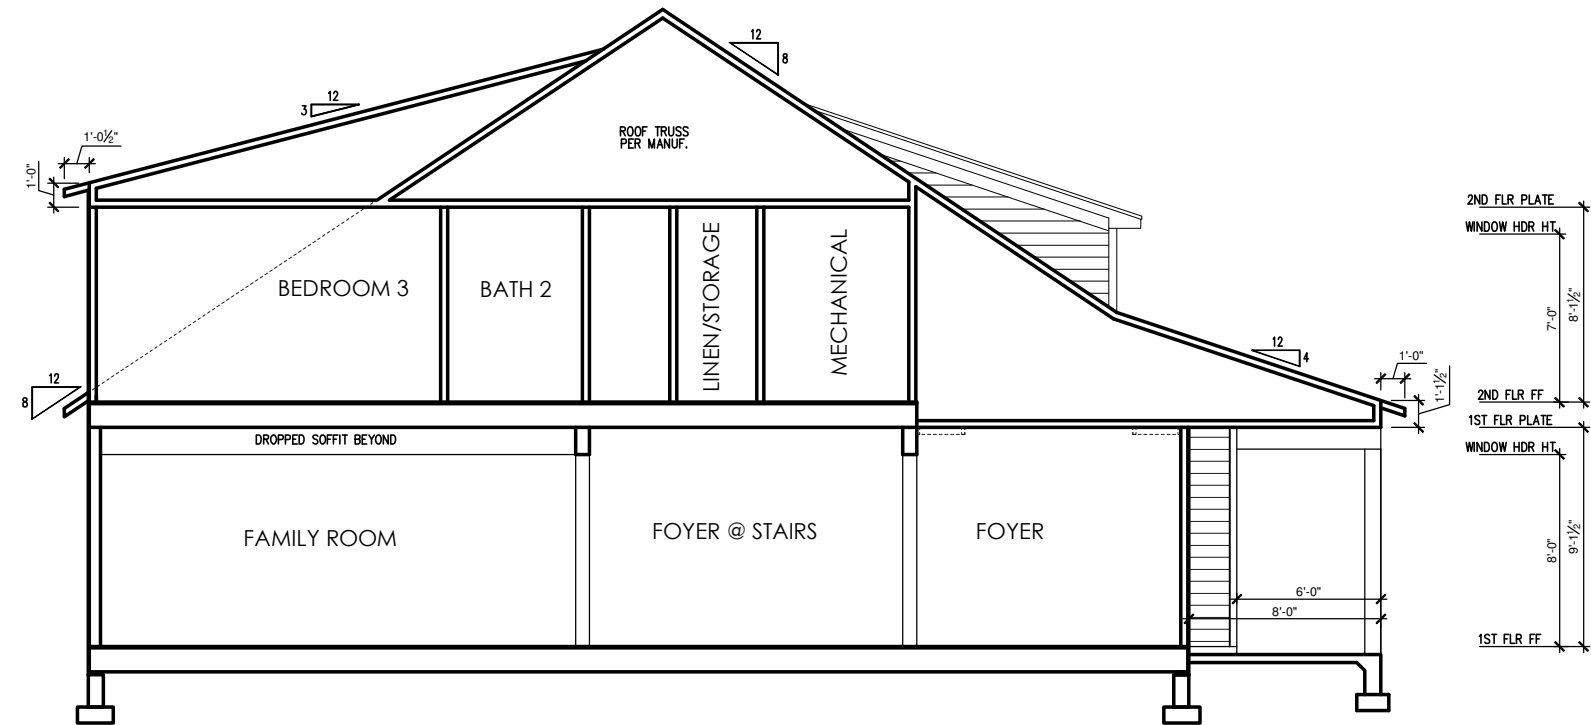 12
8
12
3
1'-0½"
1'-0"
ROOF TRUSS
PER MANUF.
2ND FLR PLATE
WINDOW HDR HT
7'-0"
8'-1½"
BEDROOM 3
BATH 2
LINEN/STORAGE
MECHANICAL
12
4
1'-0"
1'-1½"
12
8
2ND FLR FF
1ST FLR PLATE
WINDOW HDR HT
DROPPED SOFFIT BEYOND
FAMILY ROOM
FOYER @ STAIRS
FOYER
8'-0"
9'-1½"
6'-0"
8'-0"
1ST FLR FF